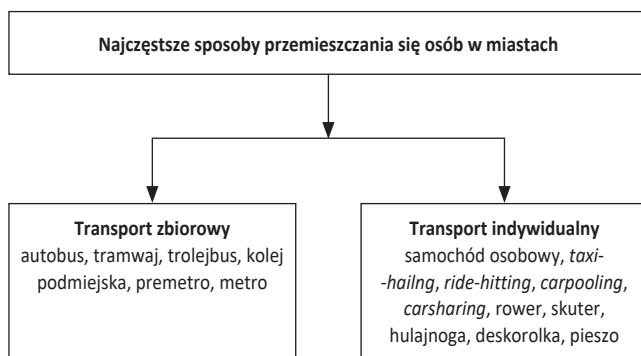 Najczęstsze sposoby przemieszczania się osób w miastach
Transport zbiorowy
autobus, tramwaj, trolejbus, kolej
podmiejska, premetro, metro
Transport indywidualny
samochód osobowy, taxi-
-hailng, ride-hitting, carpooling,
carsharing, rower, skuter,
hulajnoga, deskorolka, pieszo